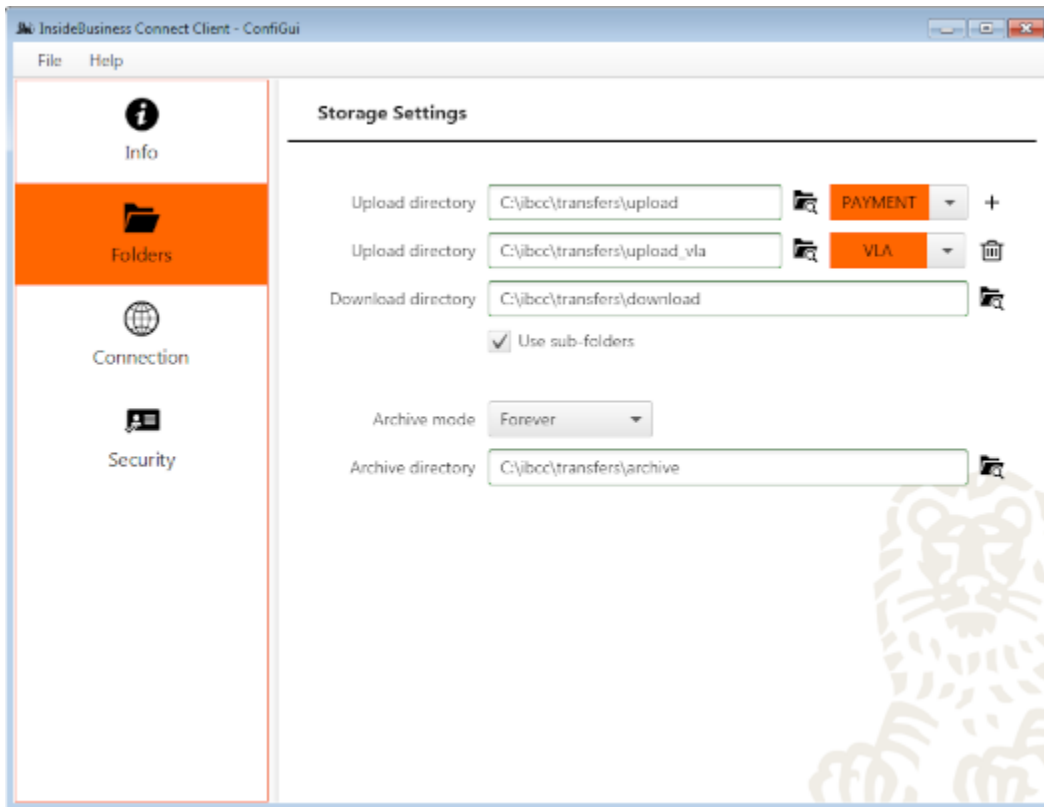 InsideBusiness Connect Client - ConfiGui
File Help
Info
Folders
Connection
Security
Storage Settings
Upload directory C:\ibcc\transfers\upload PAYMENT
Upload directory C:\ibcc\transfers\upload_vla VLA
Download directory C:\ibcc\transfers\download
Use sub-folders
Archive mode Forever
Archive directory C:\ibcc\transfers\archive